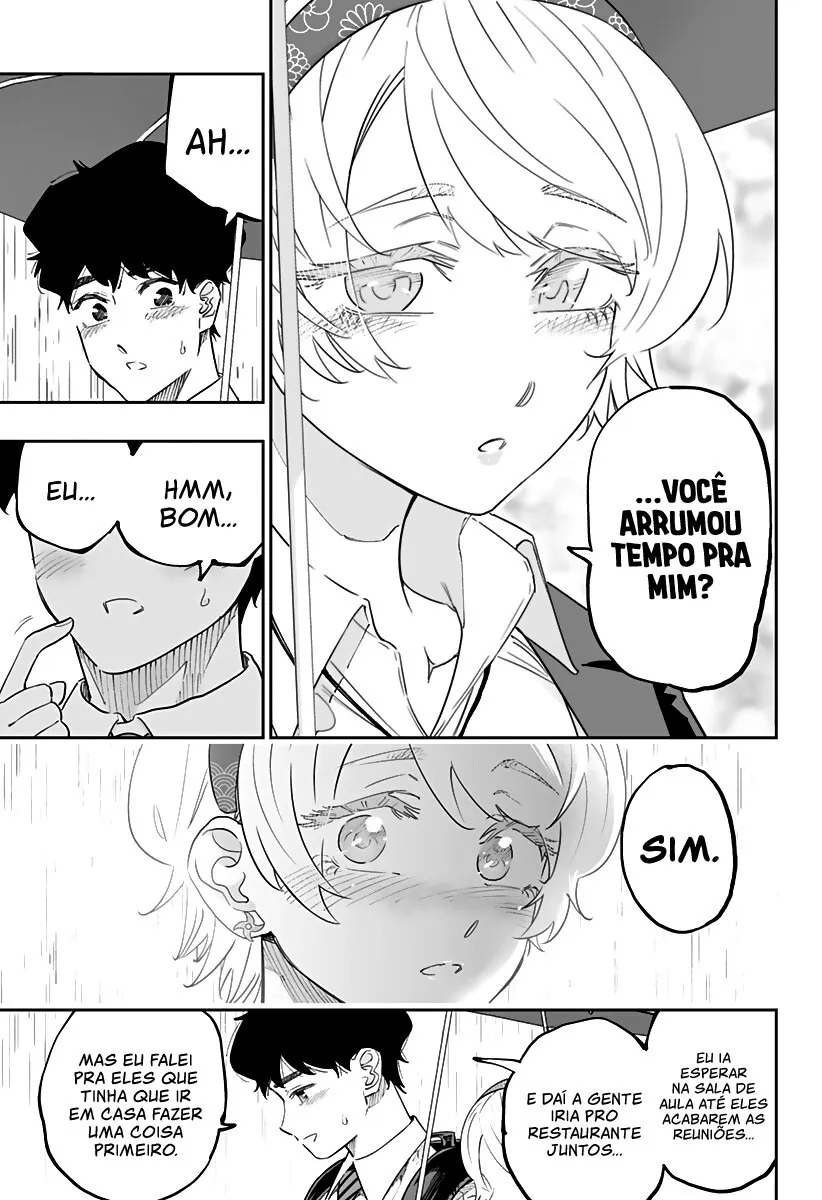 ...VOCÊ
ARRUMOU
TEMPO PRA
MIM?
AH...
HMM,
BOM...
EU...
SIM.
EU IA
ESPERAR
NA SALA DE
AULA ATÉ ELES
ACABAREM AS
REUNIÕES...
E DAÍ A GENTE
IRIA PRO
RESTAURANTE
JUNTOS...
MAS EU FALEI
PRA ELES QUE
TINHA QUE IR
EM CASA FAZER
UMA COISA
PRIMEIRO.